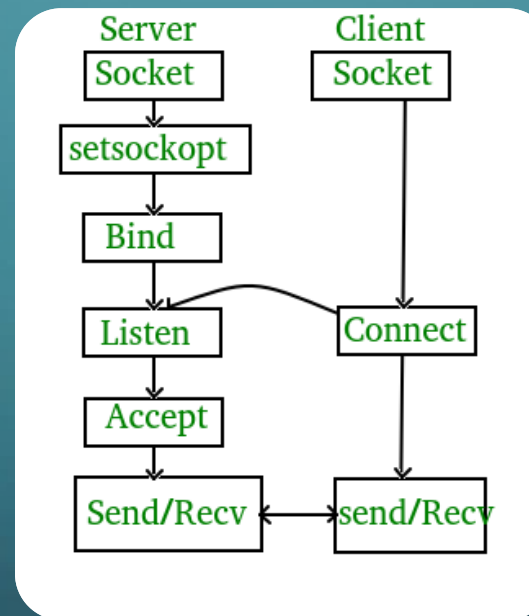 Server
Client
Socket
Socket
setsockopt
Bind
Listen
Connect
Accept
Send/Recv
send/Recv